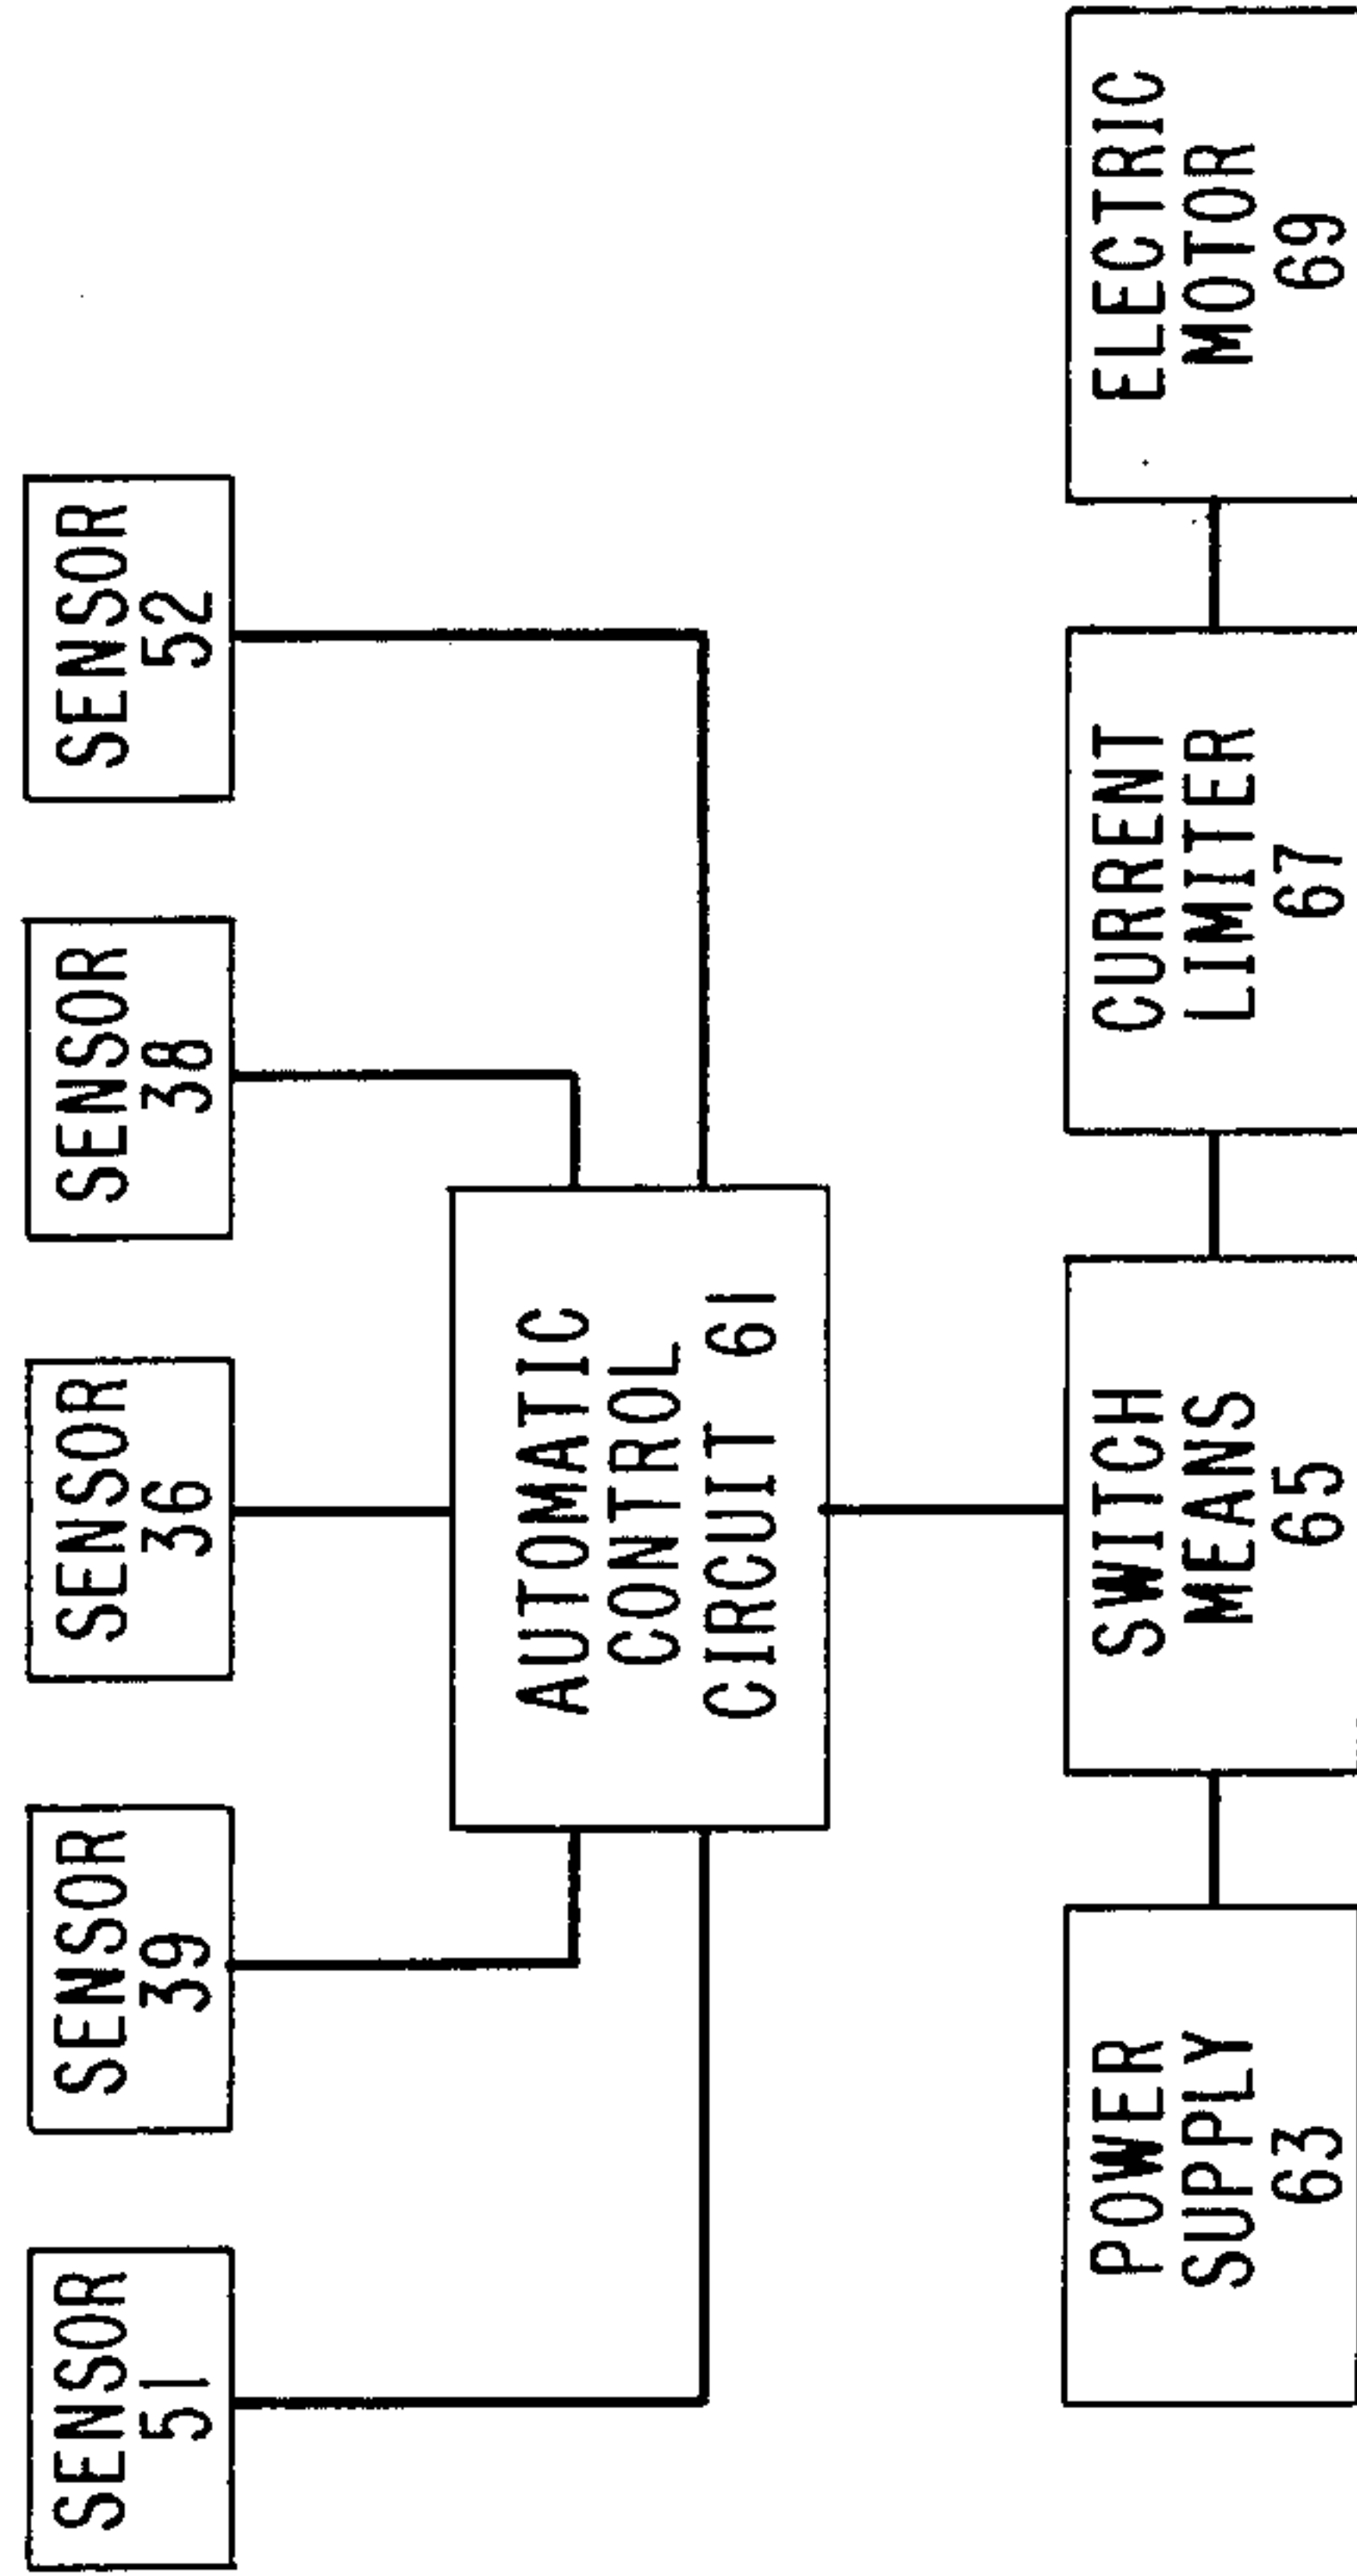 SENSOR
51
SENSOR
39
SENSOR
36
SENSOR
38
SENSOR
52
AUTOMATIC
CONTROL
CIRCUIT 61
POWER
SUPPLY
63
SWITCH
MEANS
65
CURRENT
LIMITER
67
ELECTRIC
MOTOR
69